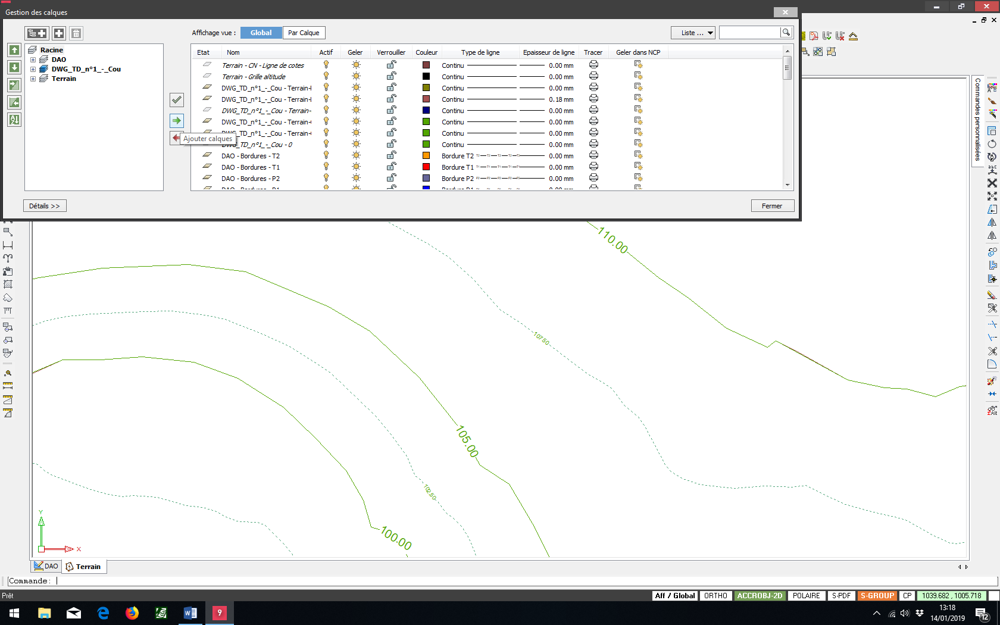 Gestion des calques
Affichage vue :
Global
Par Calque
Liste ...
Racine
DAO
DWG_TD_n°1_-_Cou
Terrain
Etat Nom Actif Geler Verrouiller Couleur Type de ligne Epaisseur de ligne Tracer Geler dans NCP
Terrain - CN - Ligne de cotes Continu 0.00 mm
Terrain - Grille altitude Continu 0.00 mm
DWG_TD_n°1_-_Cou - Terrain- Continu 0.00 mm
DWG_TD_n°1_-_Cou - Terrain- Continu 0.18 mm
DWG_TD_n°1_-_Cou - Terrain- Continu 0.00 mm
DWG_TD_n°1_-_Cou - Terrain- Continu 0.00 mm
DWG_TD_n°1_-_Cou - Terrain- Continu 0.00 mm
DWG_TD_n°1_-_Cou - 0 Continu 0.00 mm
DAO - Bordures - T2 Bordure T2 0.00 mm
DAO - Bordures - T1 Bordure T1 0.00 mm
DAO - Bordures - P2 Bordure P2 0.00 mm
DAO - Bordures - P1 Bordure P1 0.00 mm
Ajouter calques
Détails >>
Fermer
Commandes personnalisées
110.00
107.50
105.00
102.50
100.00
Y
X
DAO
Terrain
Commande:
Prêt
Aff / Global
ORTHO
ACCROBJ-2D
POLAIRE
S-PDF
S-GROUP
CP
1039.682 , 1005.718
9
13:18
14/01/2019
12